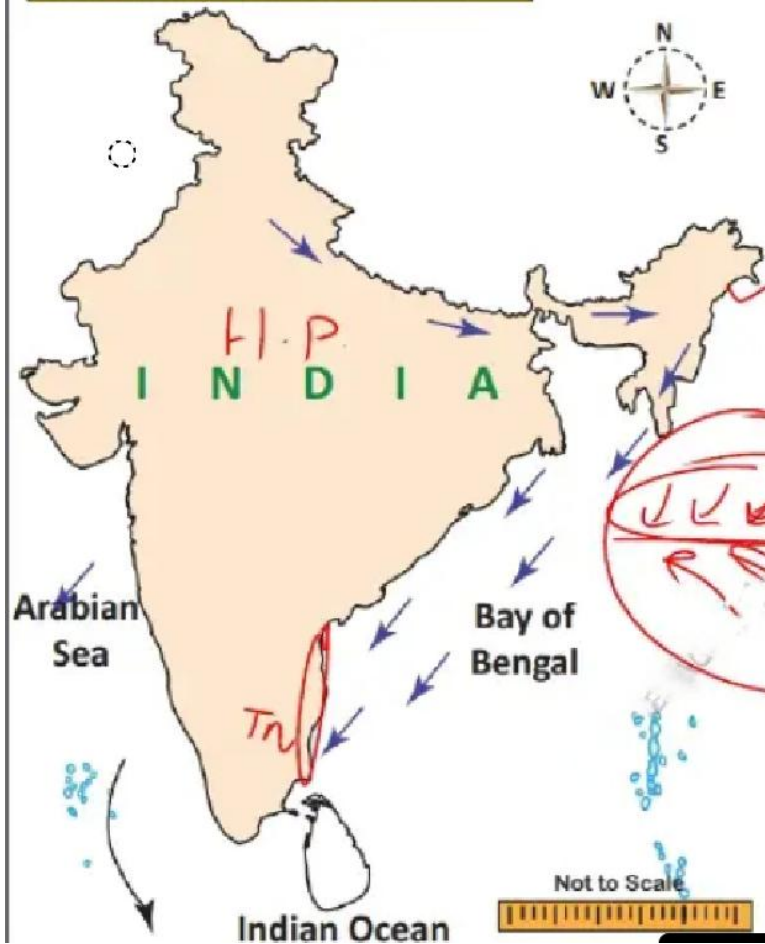 N
W E
S
H.P.
I N D I A
Arabian
Sea
Bay of
Bengal
Tn
Not to Scale
Indian Ocean